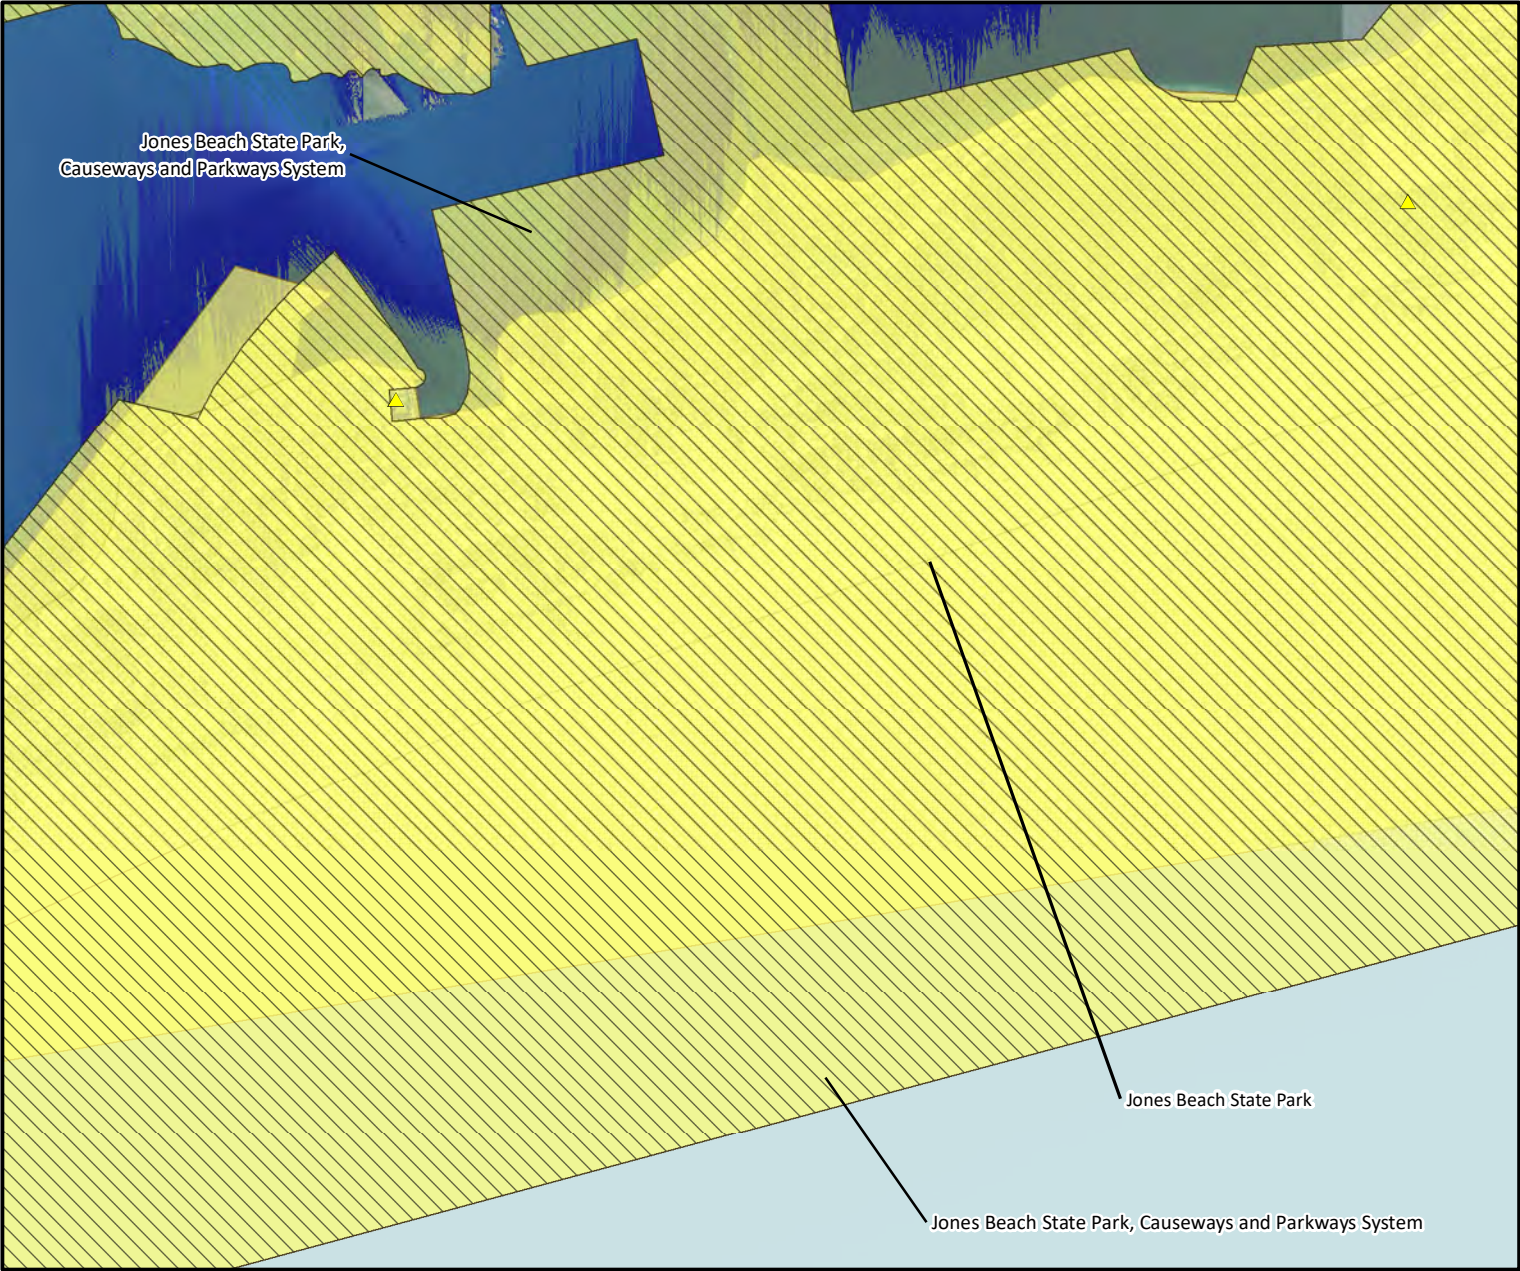 Jones Beach State Park,
Causeways and Parkways System
Jones Beach State Park
Jones Beach State Park, Causeways and Parkways System